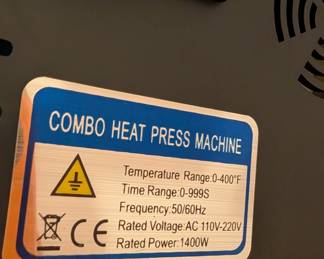 COMBO HEAT PRESS MACHINE
Temperature Range:0-400°F
Time Range:0-999S
Frequency:50/60Hz
Rated Voltage:AC 110V-220V
Rated Power:1400W
CE